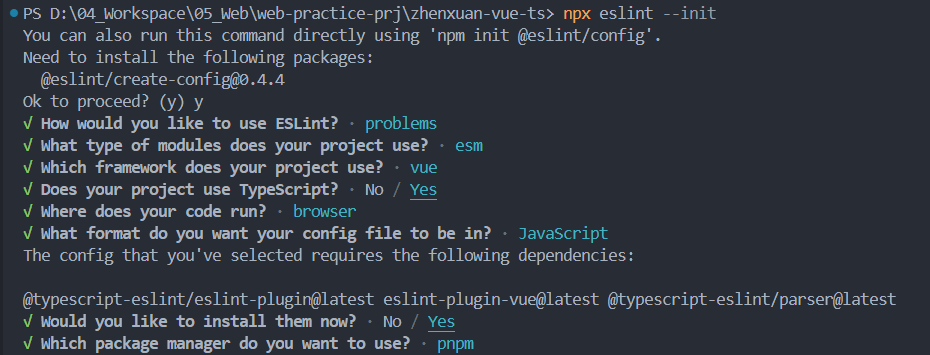 PS D:\04_Workspace\05_Web\web-practice-prj\zhenxuan-vue-ts> npx eslint --init
You can also run this command directly using 'npm init @eslint/config'.
Need to install the following packages:
@eslint/create-config@0.4.4
Ok to proceed? (y) y
√ How would you like to use ESLint? · problems
√ What type of modules does your project use? · esm
√ Which framework does your project use? · vue
√ Does your project use TypeScript? · No / Yes
√ Where does your code run? · browser
√ What format do you want your config file to be in? · JavaScript
The config that you've selected requires the following dependencies:
@typescript-eslint/eslint-plugin@latest eslint-plugin-vue@latest @typescript-eslint/parser@latest
√ Would you like to install them now? · No / Yes
√ Which package manager do you want to use? · pnpm